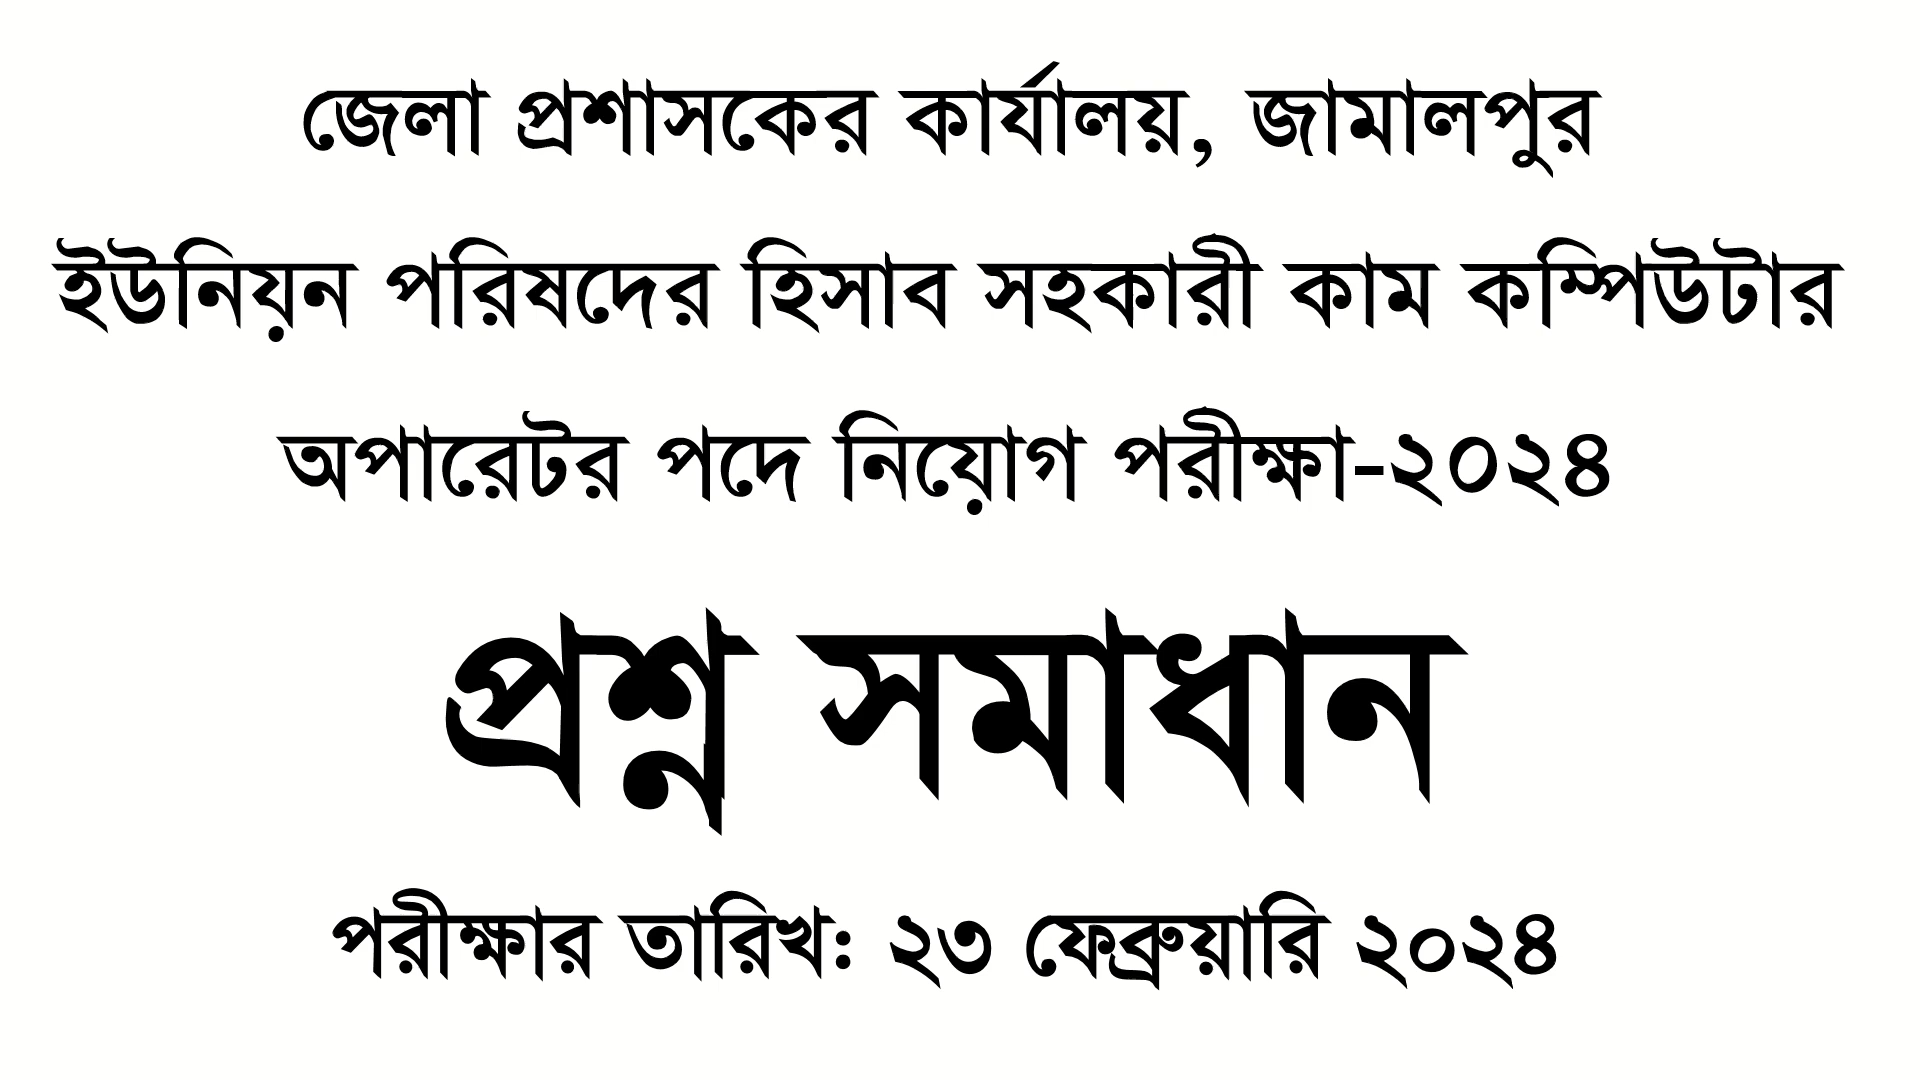 জেলা প্রশাসকের কার্যালয়, জামালপুর
ইউনিয়ন পরিষদের হিসাব সহকারী কাম কম্পিউটার
অপারেটর পদে নিয়োগ পরীক্ষা-২০২৪
প্রশ্ন সমাধান
পরীক্ষার তারিখ: ২৩ ফেব্রুয়ারি ২০২৪